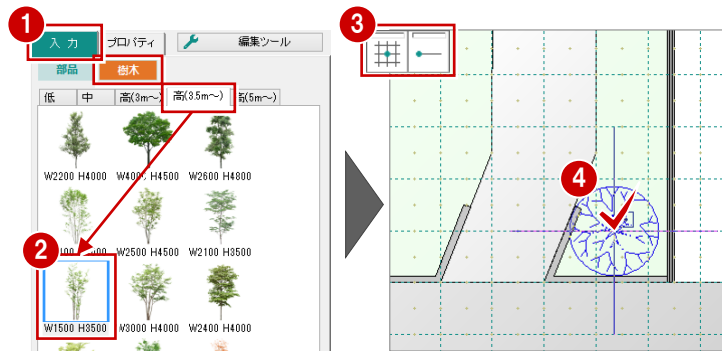 1
入力 プロパティ 編集ツール
部品 樹木
低 中 高(3m～) 高(3.5m～) 高(5m～)
W2200 H4000 W4000 H4500 W2600 H4800
2
W2500 H4500 W2100 H3500
W1500 H3500 W3000 H4000 W2400 H4000
3
4